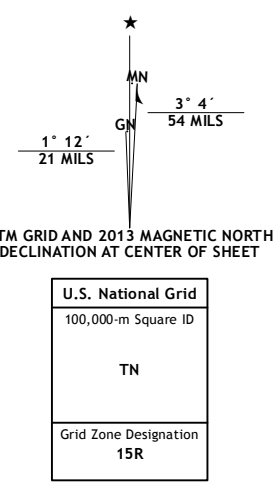 ★
MN
GN
3° 4´
54 MILS
1° 12´
21 MILS
TM GRID AND 2013 MAGNETIC NORTH
DECLINATION AT CENTER OF SHEET
U.S. National Grid
100,000-m Square ID
TN
Grid Zone Designation
15R